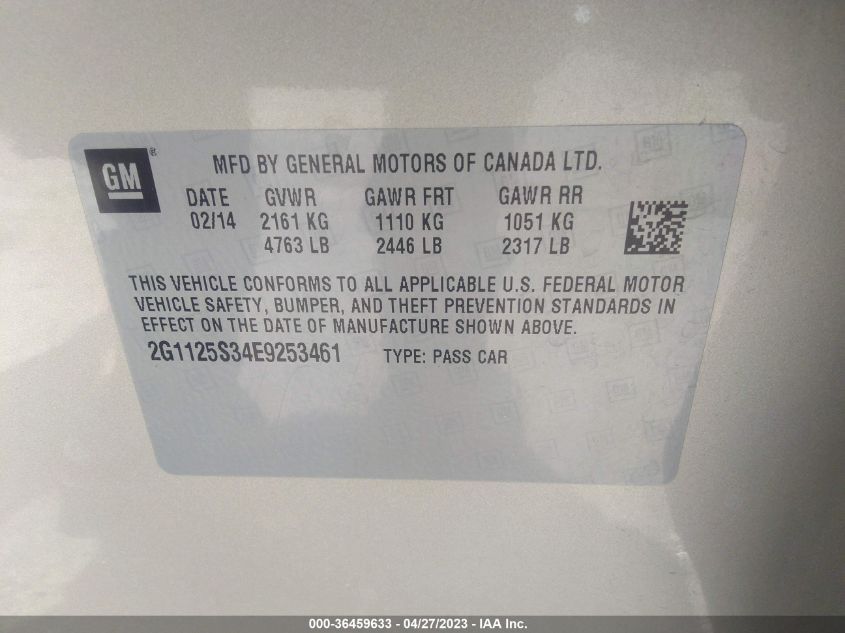 GM®
MFD BY GENERAL MOTORS OF CANADA LTD.
DATE GVWR GAWR FRT GAWR RR
02/14 2161 KG 1110 KG 1051 KG
4763 LB 2446 LB 2317 LB
THIS VEHICLE CONFORMS TO ALL APPLICABLE U.S. FEDERAL MOTOR
VEHICLE SAFETY, BUMPER, AND THEFT PREVENTION STANDARDS IN
EFFECT ON THE DATE OF MANUFACTURE SHOWN ABOVE.
2G1125S34E9253461 TYPE: PASS CAR
000-36459633 - 04/27/2023 - IAA Inc.